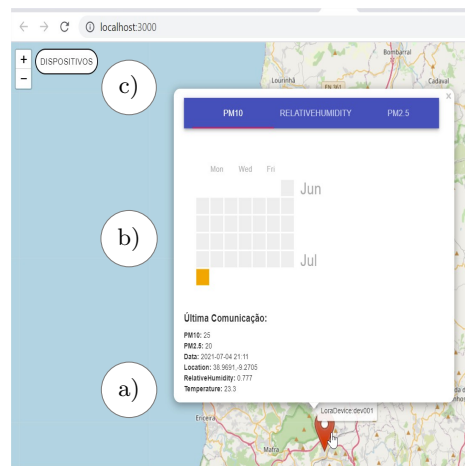 localhost:3000
+
−
DISPOSITIVOS
Bombarral
Lourinhã
Cadaval
c)
×
PM10 RELATIVEHUMIDITY PM2.5
Mon Wed Fri
Jun
b)
Jul
Última Comunicação:
PM10: 25
PM2.5: 20
Data: 2021-07-04 21:11
Location: 38.9691,-9.2705
RelativeHumidity: 0.777
Temperature: 23.3
a)
LoraDevice:dev001
Ericeira
Mafra